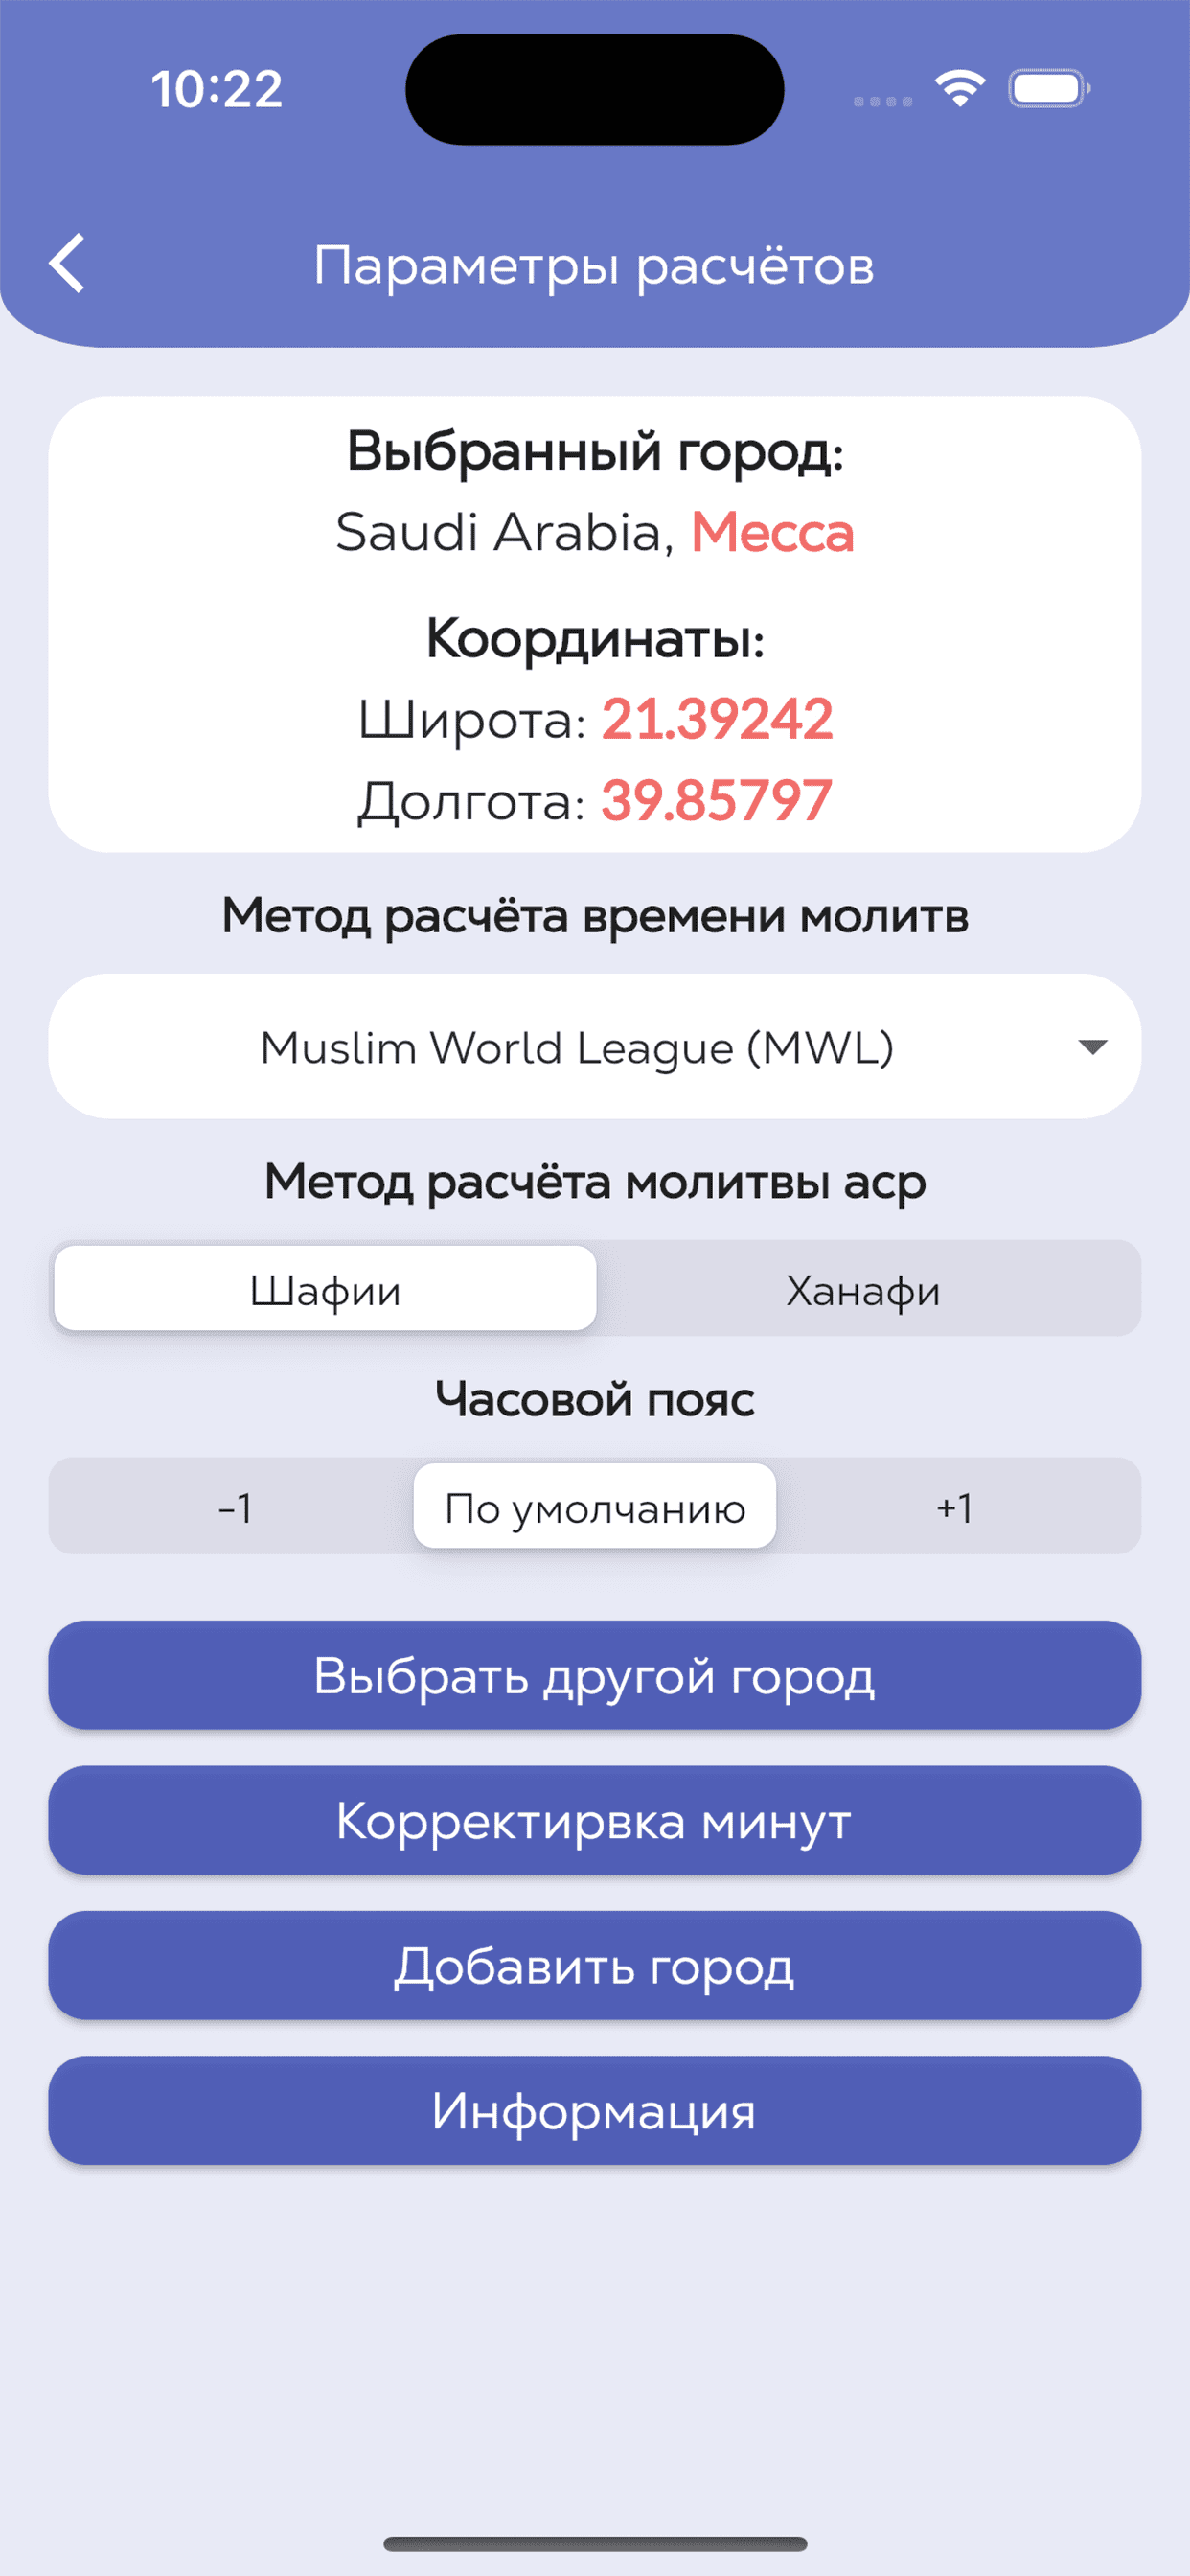 10:22
Параметры расчётов
Выбранный город:
Saudi Arabia, Mecca
Координаты:
Широта: 21.39242
Долгота: 39.85797
Метод расчёта времени молитв
Muslim World League (MWL)
Метод расчёта молитвы аср
Шафии Ханафи
Часовой пояс
-1 По умолчанию +1
Выбрать другой город
Корректирвка минут
Добавить город
Информация